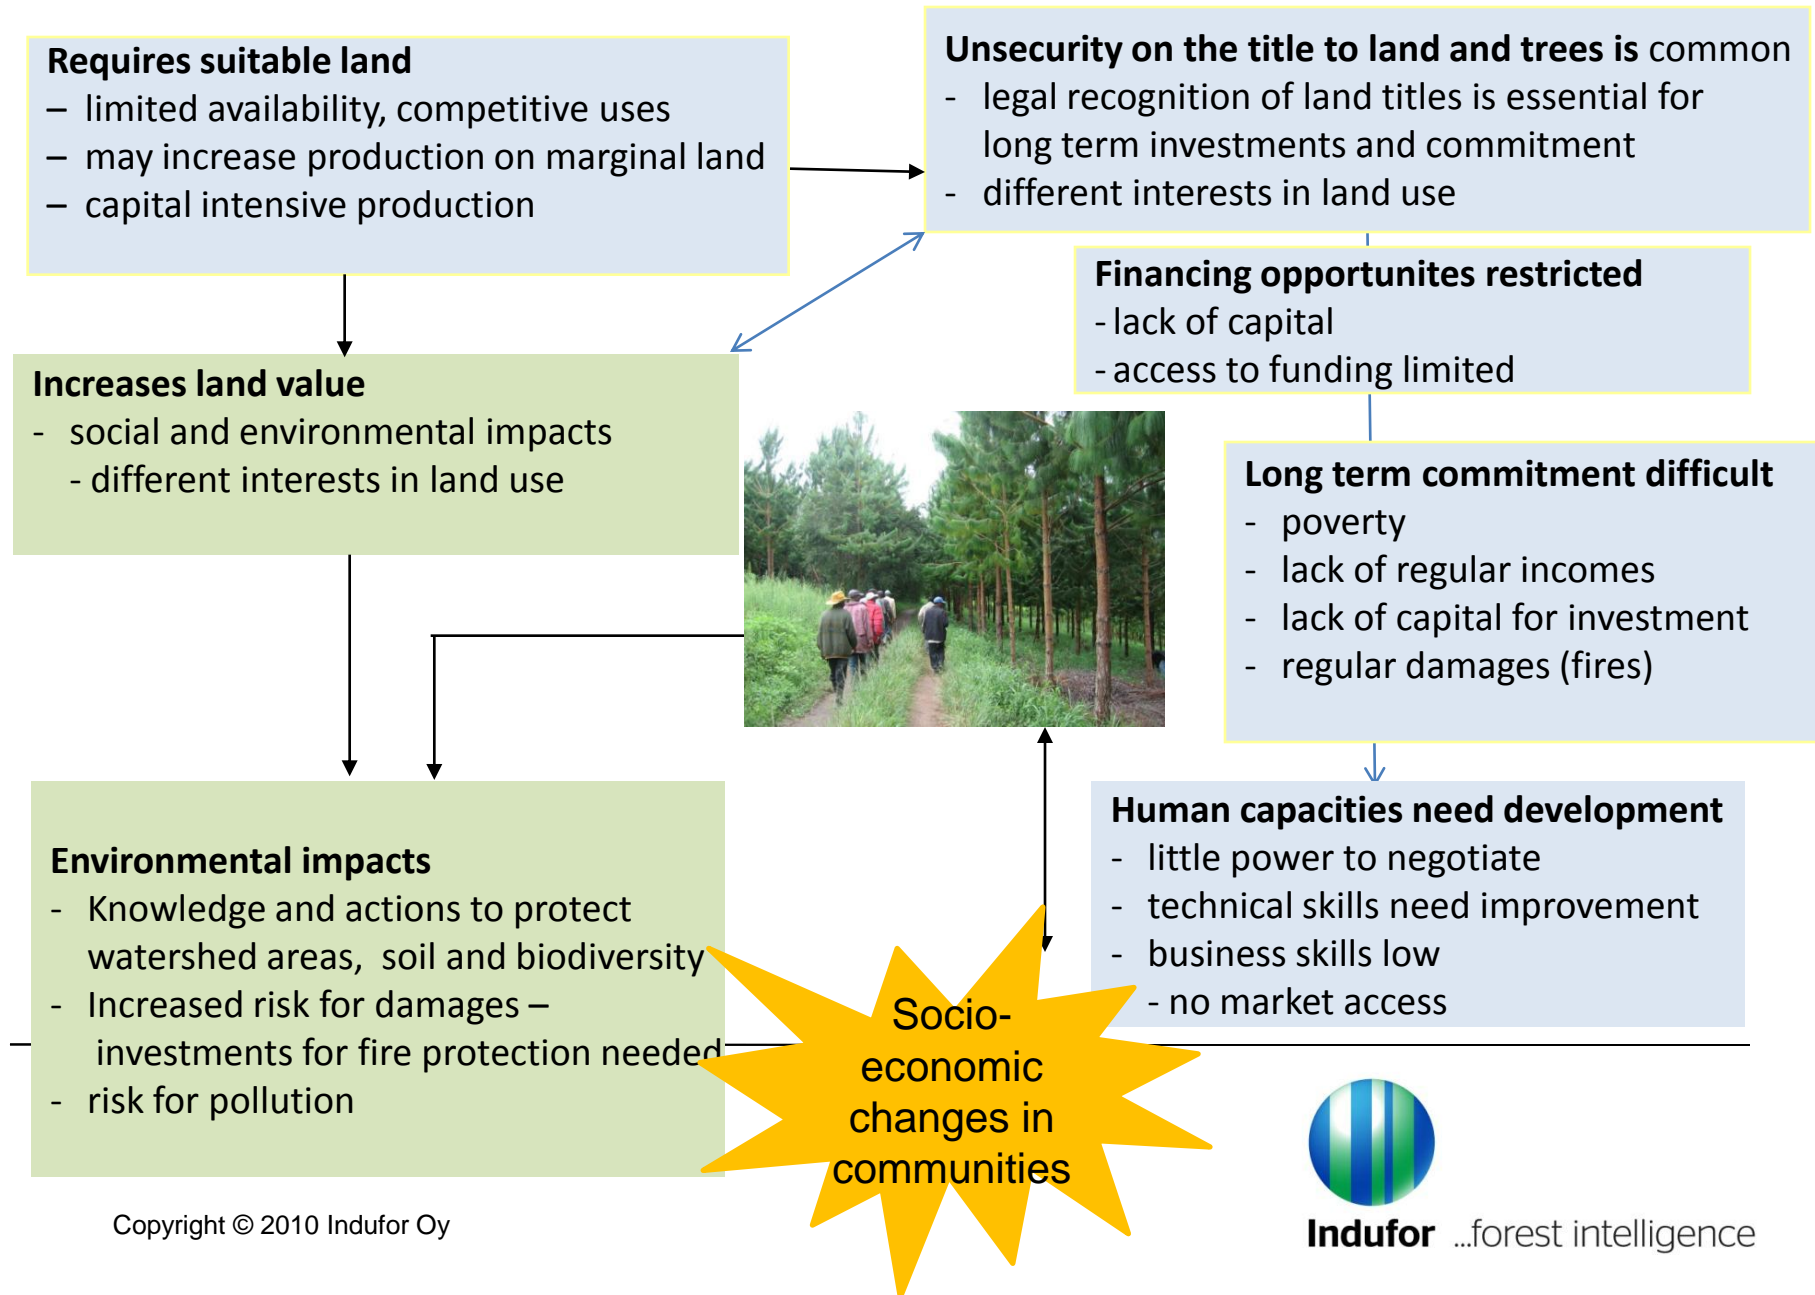 Requires suitable land
– limited availability, competitive uses
– may increase production on marginal land
– capital intensive production
Unsecurity on the title to land and trees is common
- legal recognition of land titles is essential for
long term investments and commitment
- different interests in land use
Financing opportunites restricted
- lack of capital
- access to funding limited
Increases land value
- social and environmental impacts
- different interests in land use
Long term commitment difficult
- poverty
- lack of regular incomes
- lack of capital for investment
- regular damages (fires)
Human capacities need development
- little power to negotiate
- technical skills need improvement
- business skills low
- no market access
Environmental impacts
- Knowledge and actions to protect
watershed areas, soil and biodiversity
- Increased risk for damages –
investments for fire protection needed
- risk for pollution
Socio-
economic
changes in
communities
Copyright © 2010 Indufor Oy
Indufor ...forest intelligence